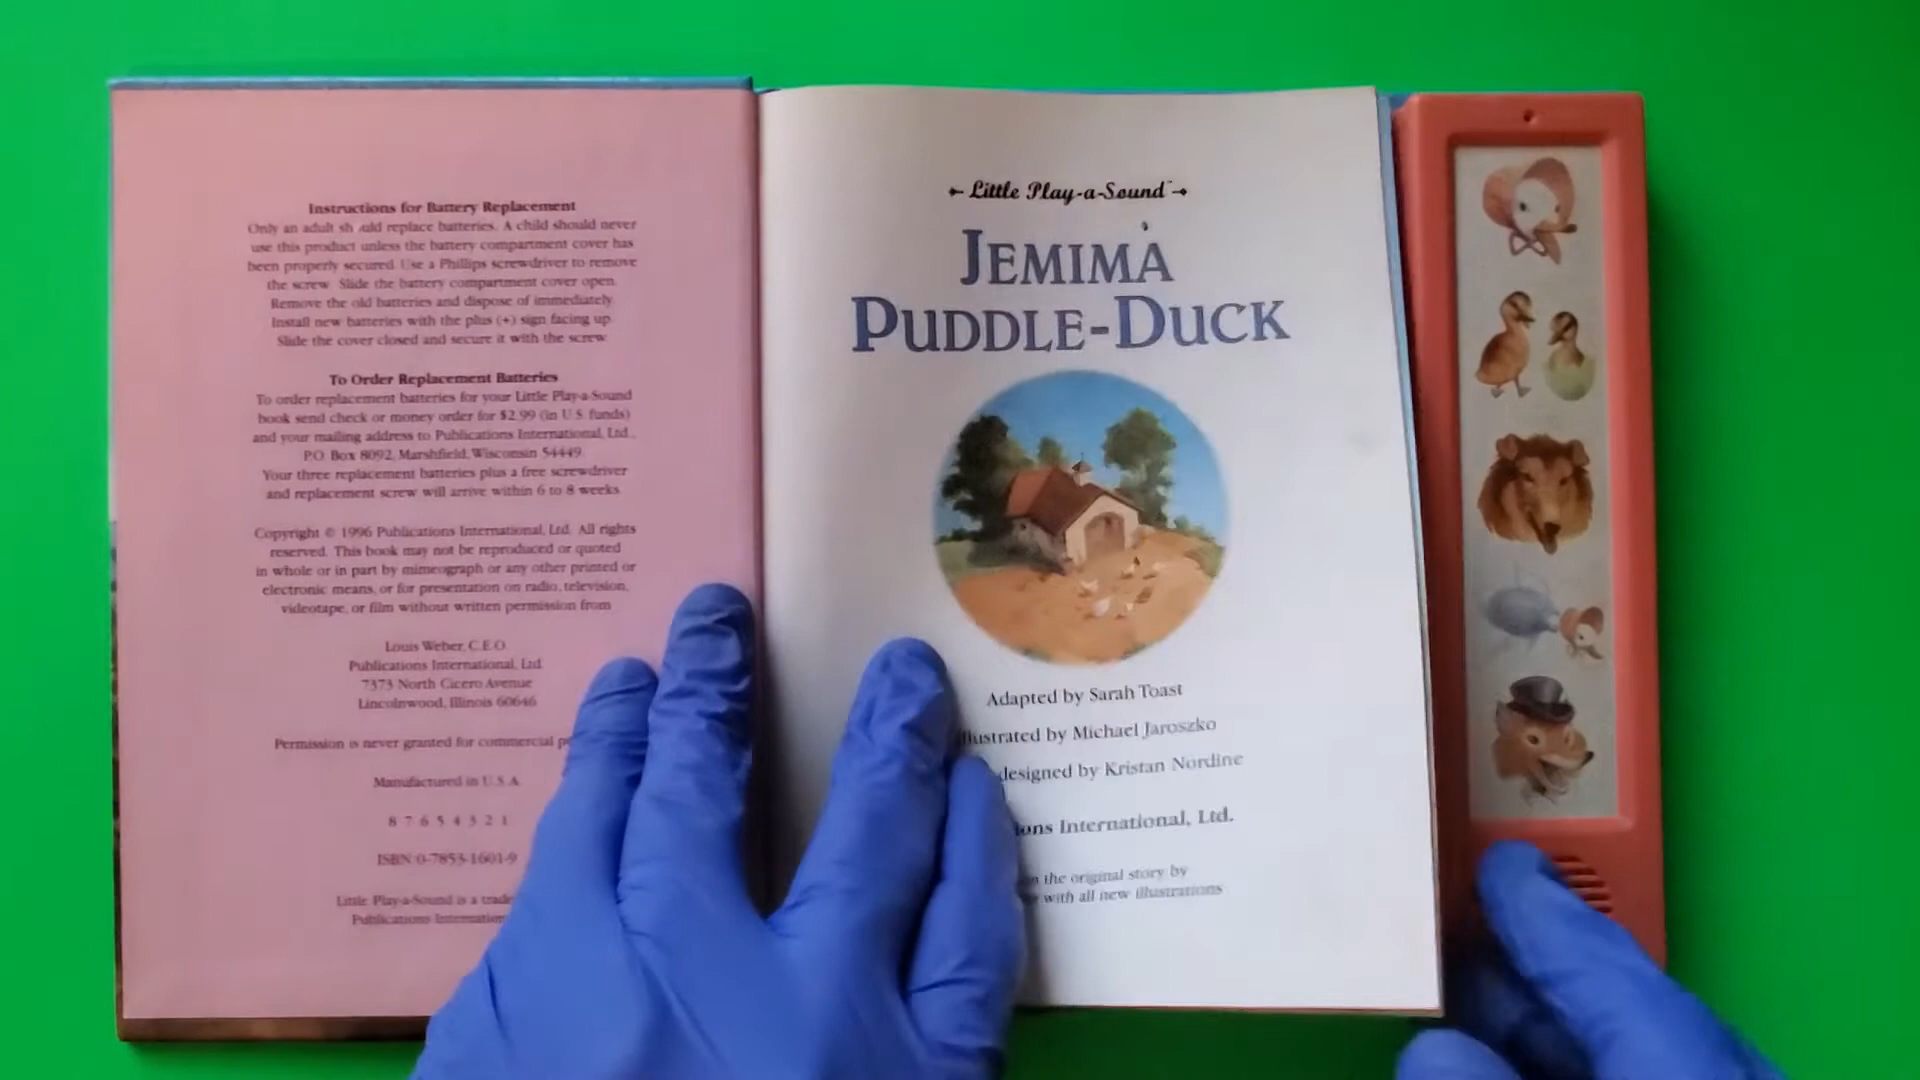 Instructions for Battery Replacement
Only an adult sh uld replace batteries. A child should never
use this product unless the battery compartment cover has
been properly secured. Use a Phillips screwdriver to remove
the screw. Slide the battery compartment cover open.
Remove the old batteries and dispose of immediately.
Install new batteries with the plus (+) sign facing up.
Slide the cover closed and secure it with the screw.
To Order Replacement Batteries
To order replacement batteries for your Little Play-a-Sound
book send check or money order for $2.99 (in U.S. funds)
and your mailing address to Publications International, Ltd.,
P.O. Box 8092, Marshfield, Wisconsin 54449.
Your three replacement batteries plus a free screwdriver
and replacement screw will arrive within 6 to 8 weeks.
Copyright © 1996 Publications International, Ltd. All rights
reserved. This book may not be reproduced or quoted
in whole or in part by mimeograph or any other printed or
electronic means, or for presentation on radio, television,
videotape, or film without written permission from
Louis Weber, C.E.O.
Publications International, Ltd.
7373 North Cicero Avenue
Lincolnwood, Illinois 60646
Permission is never granted for commercial
Manufactured in U.S.A.
8 7 6 5 4 3 2 1
ISBN: 0-7853-1601-9
Little Play-a-Sound is a
Publications
Little Play-a-Sound™
JEMIMA
PUDDLE-DUCK
Adapted by Sarah Toast
llustrated by Michael Jaroszko
designed by Kristan Nordine
ions International, Ltd.
the original story by
with all new illustrations